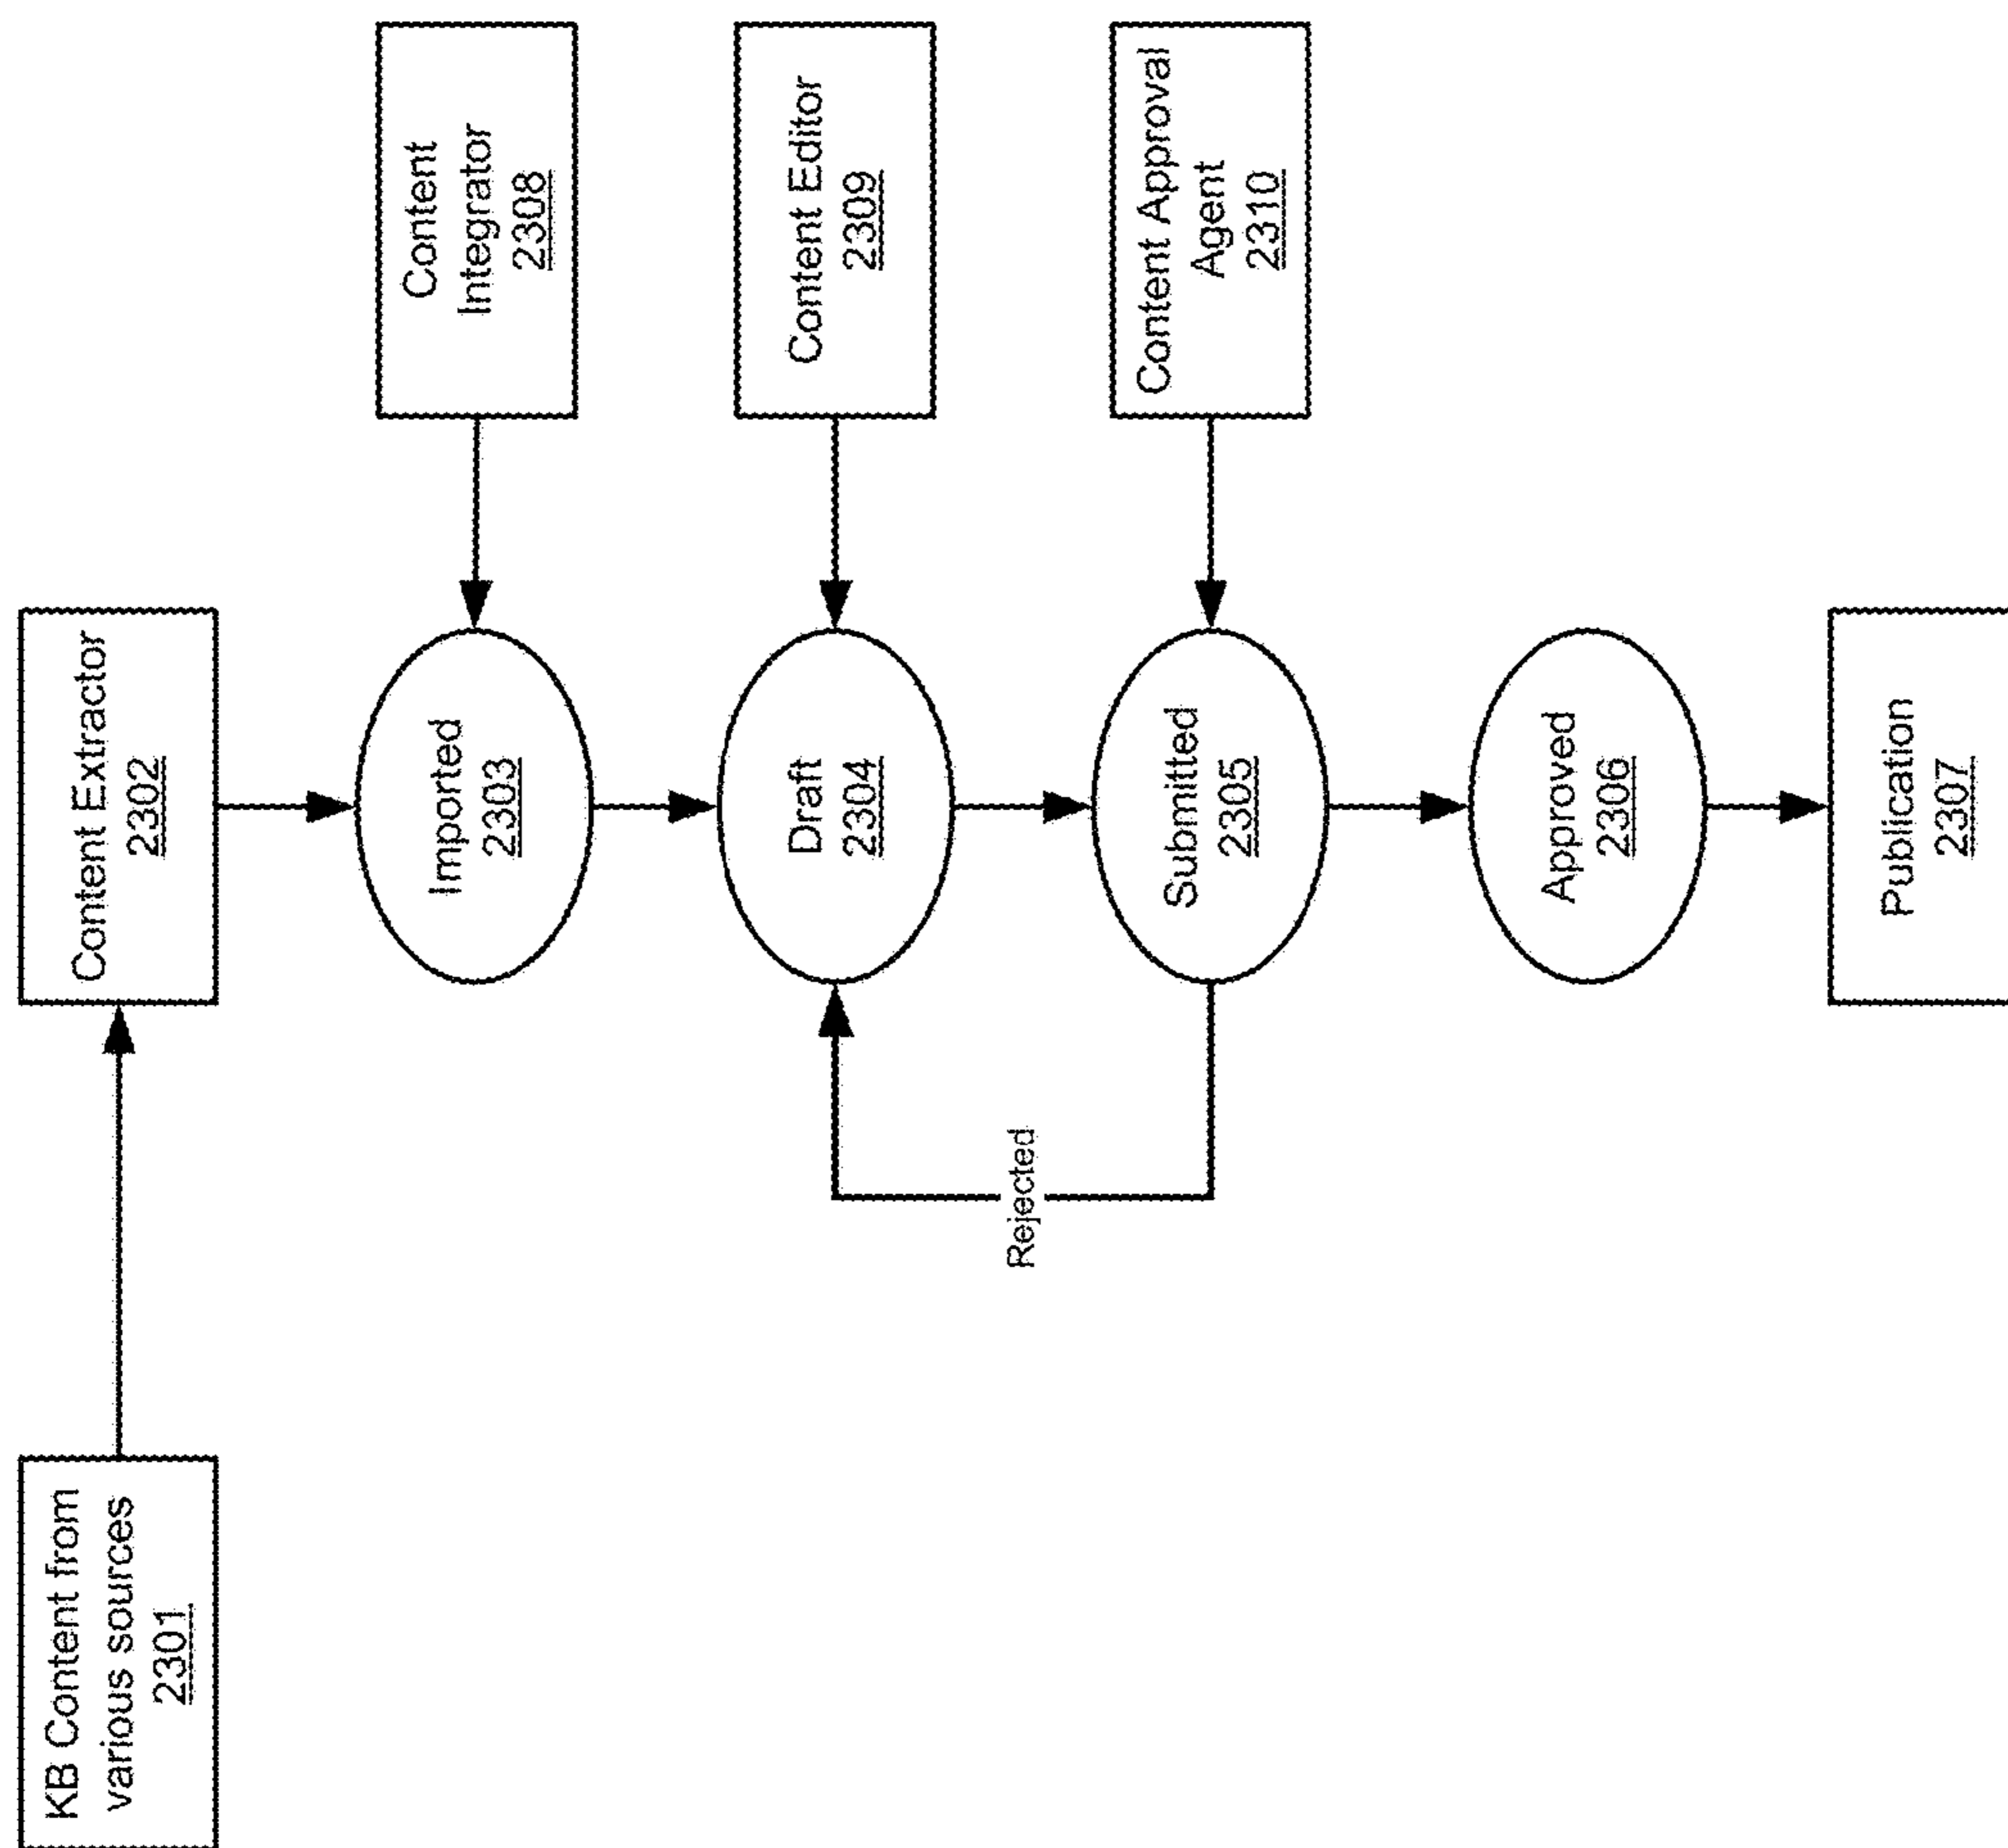 KB Content from
various sources
2301
Content Extractor
2302
Imported
2303
Content
Integrator
2308
Draft
2304
Content Editor
2309
Rejected
Submitted
2305
Content Approval
Agent
2310
Approved
2306
Publication
2307